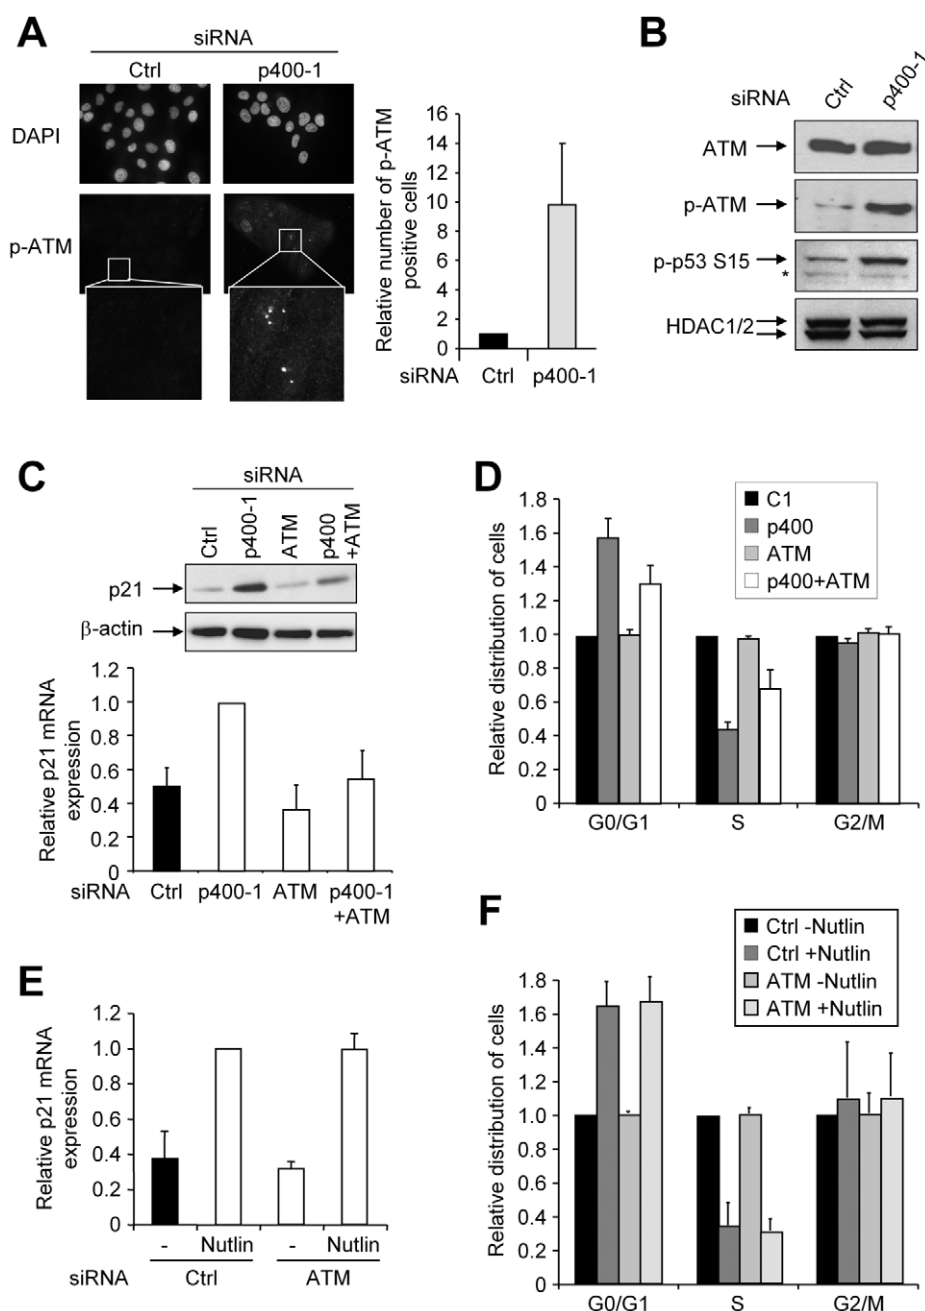 A
siRNA
Ctrl p400-1
DAPI
p-ATM
Relative number of p-ATM
positive cells
16
14
12
10
8
6
4
2
0
siRNA Ctrl p400-1
B
siRNA Ctrl p400-1
ATM
p-ATM
p-p53 S15
*
HDAC1/2
C
siRNA
Ctrl p400-1 ATM p400
+ATM
p21
β-actin
Relative p21 mRNA
expression
1.2
1.0
0.8
0.6
0.4
0.2
0
siRNA Ctrl p400-1 ATM p400-1
+ATM
D
C1
p400
ATM
p400+ATM
Relative distribution of cells
1.8
1.6
1.4
1.2
1.0
0.8
0.6
0.4
0.2
0
G0/G1 S G2/M
E
Relative p21 mRNA
expression
1.2
1.0
0.8
0.6
0.4
0.2
0
- Nutlin - Nutlin
siRNA Ctrl ATM
F
Ctrl -Nutlin
Ctrl +Nutlin
ATM -Nutlin
ATM +Nutlin
Relative distribution of cells
1.8
1.6
1.4
1.2
1.0
0.8
0.6
0.4
0.2
0
G0/G1 S G2/M